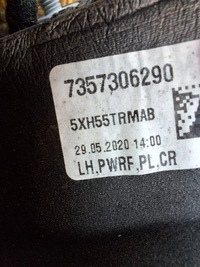 7357306290
5XH55TRMAB
29.05.2020 14:00
LH,PWRF,PL,CR